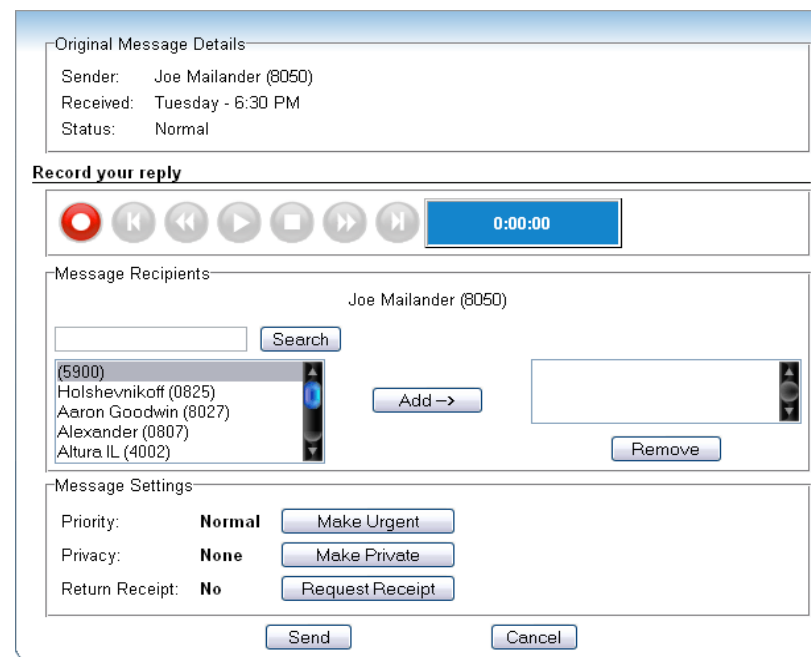 Original Message Details
Sender: Joe Mailander (8050)
Received: Tuesday - 6:30 PM
Status: Normal
Record your reply
0:00:00
Message Recipients
Joe Mailander (8050)
Search
(5900)
Holshevnikoff (0825)
Aaron Goodwin (8027)
Alexander (0807)
Altura IL (4002)
Add -->
Remove
Message Settings
Priority: Normal Make Urgent
Privacy: None Make Private
Return Receipt: No Request Receipt
Send Cancel